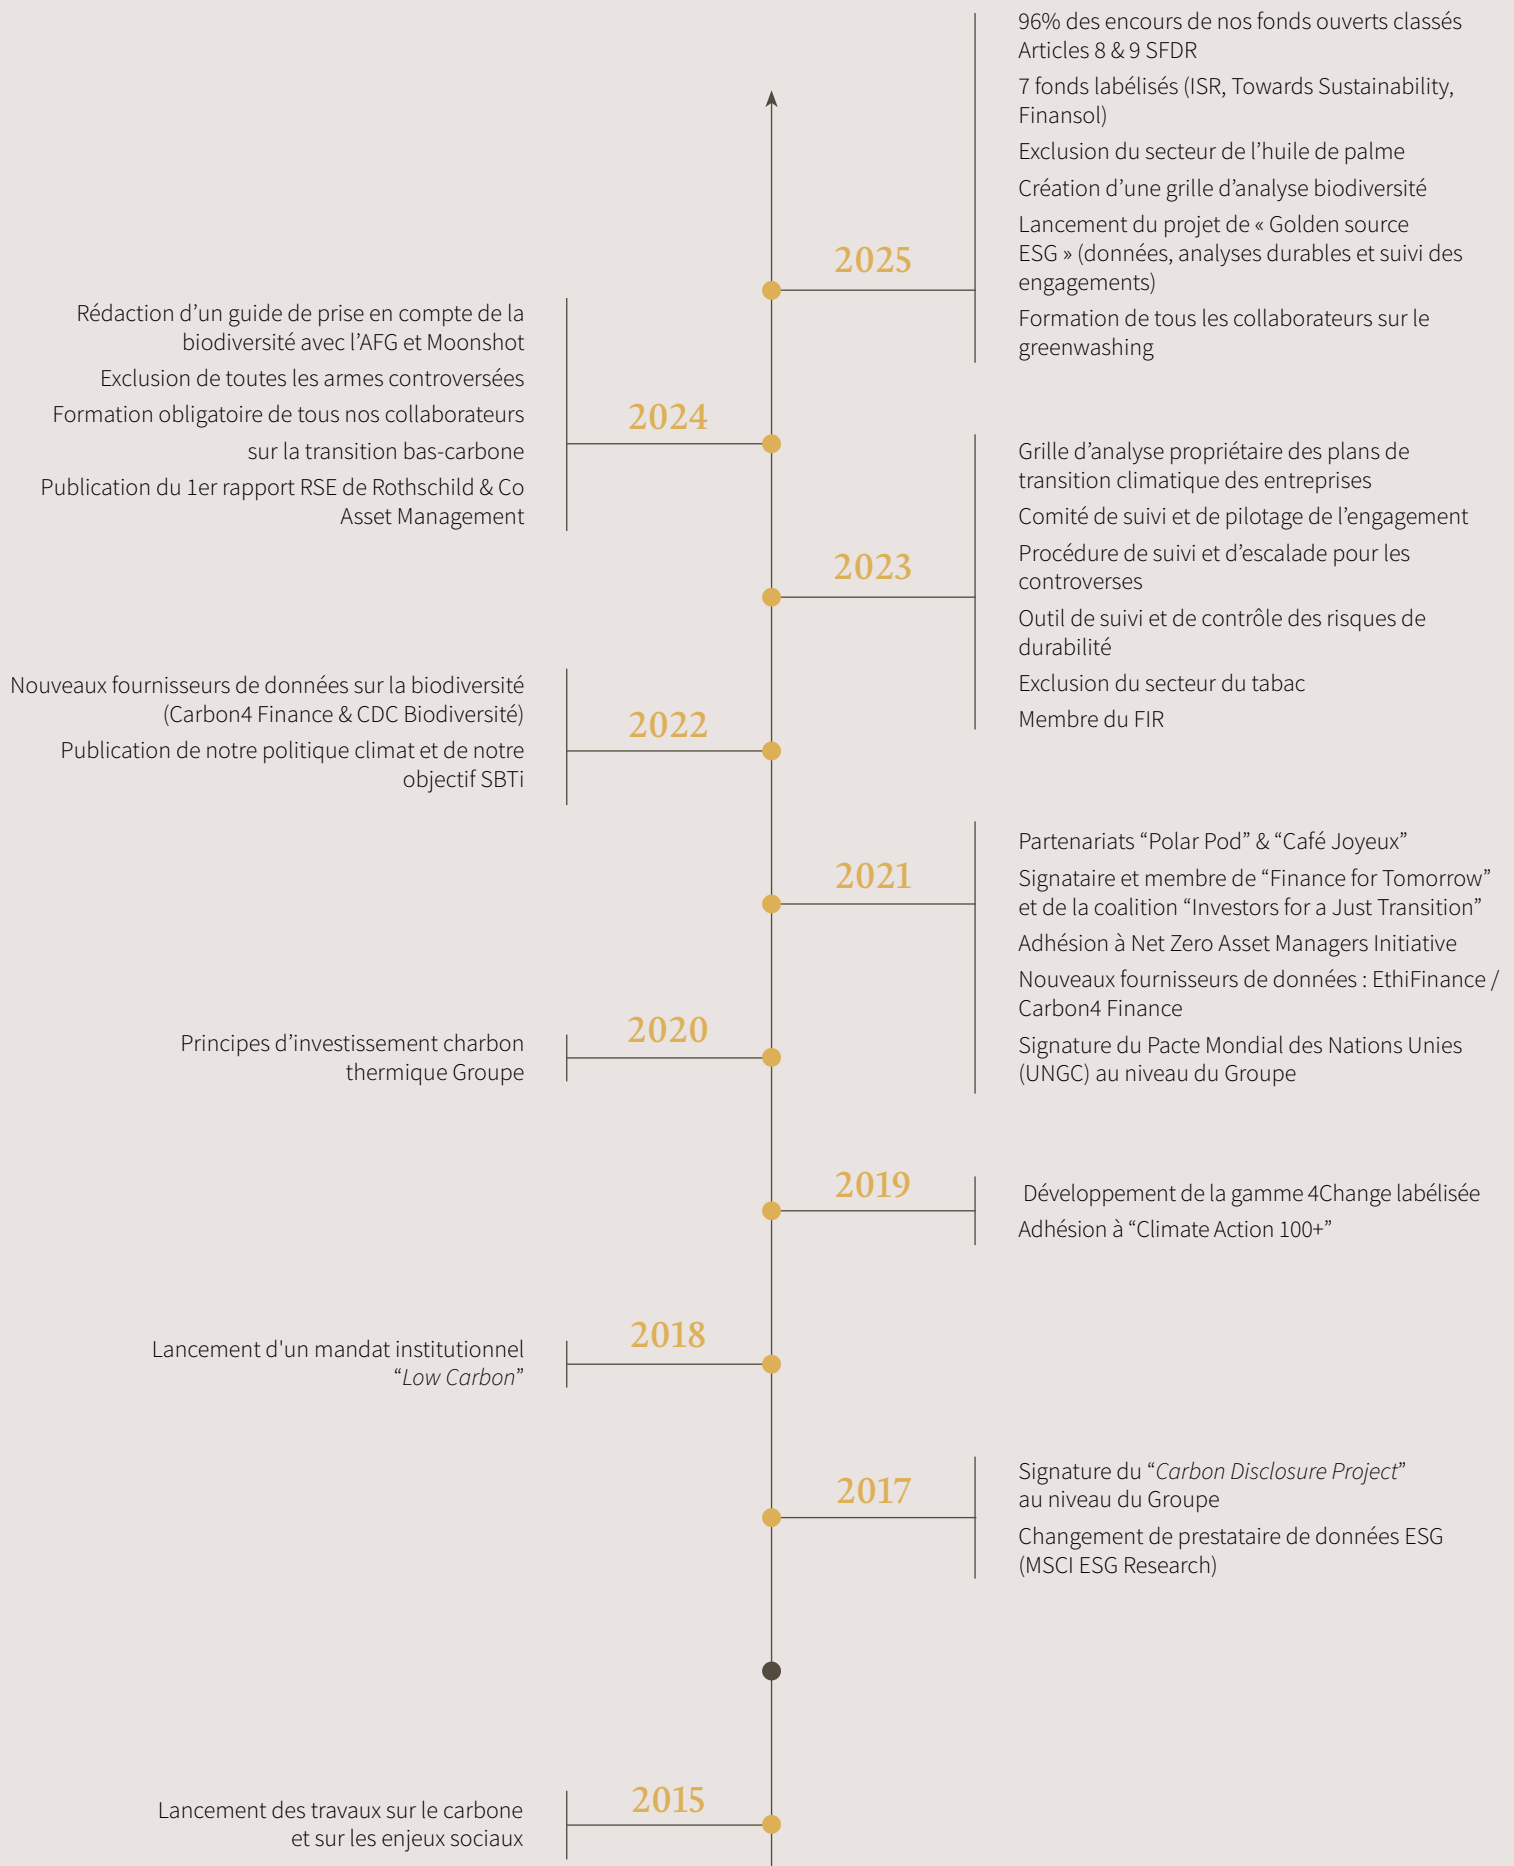 96% des encours de nos fonds ouverts classés
Articles 8 & 9 SFDR
7 fonds labélisés (ISR, Towards Sustainability,
Finansol)
Exclusion du secteur de l’huile de palme
Création d’une grille d’analyse biodiversité
Lancement du projet de « Golden source
ESG » (données, analyses durables et suivi des
engagements)
Formation de tous les collaborateurs sur le
greenwashing
2025
Rédaction d’un guide de prise en compte de la
biodiversité avec l’AFG et Moonshot
Exclusion de toutes les armes controversées
Formation obligatoire de tous nos collaborateurs
sur la transition bas-carbone
Publication du 1er rapport RSE de Rothschild & Co
Asset Management
2024
Grille d’analyse propriétaire des plans de
transition climatique des entreprises
Comité de suivi et de pilotage de l’engagement
Procédure de suivi et d’escalade pour les
controverses
Outil de suivi et de contrôle des risques de
durabilité
Exclusion du secteur du tabac
Membre du FIR
2023
Nouveaux fournisseurs de données sur la biodiversité
(Carbon4 Finance & CDC Biodiversité)
Publication de notre politique climat et de notre
objectif SBTi
2022
Partenariats “Polar Pod” & “Café Joyeux”
Signataire et membre de “Finance for Tomorrow”
et de la coalition “Investors for a Just Transition”
Adhésion à Net Zero Asset Managers Initiative
Nouveaux fournisseurs de données : EthiFinance /
Carbon4 Finance
Signature du Pacte Mondial des Nations Unies
(UNGC) au niveau du Groupe
2021
Principes d’investissement charbon
thermique Groupe
2020
2019
Développement de la gamme 4Change labélisée
Adhésion à “Climate Action 100+”
Lancement d'un mandat institutionnel
“Low Carbon”
2018
2017
Signature du “Carbon Disclosure Project”
au niveau du Groupe
Changement de prestataire de données ESG
(MSCI ESG Research)
Lancement des travaux sur le carbone
et sur les enjeux sociaux
2015